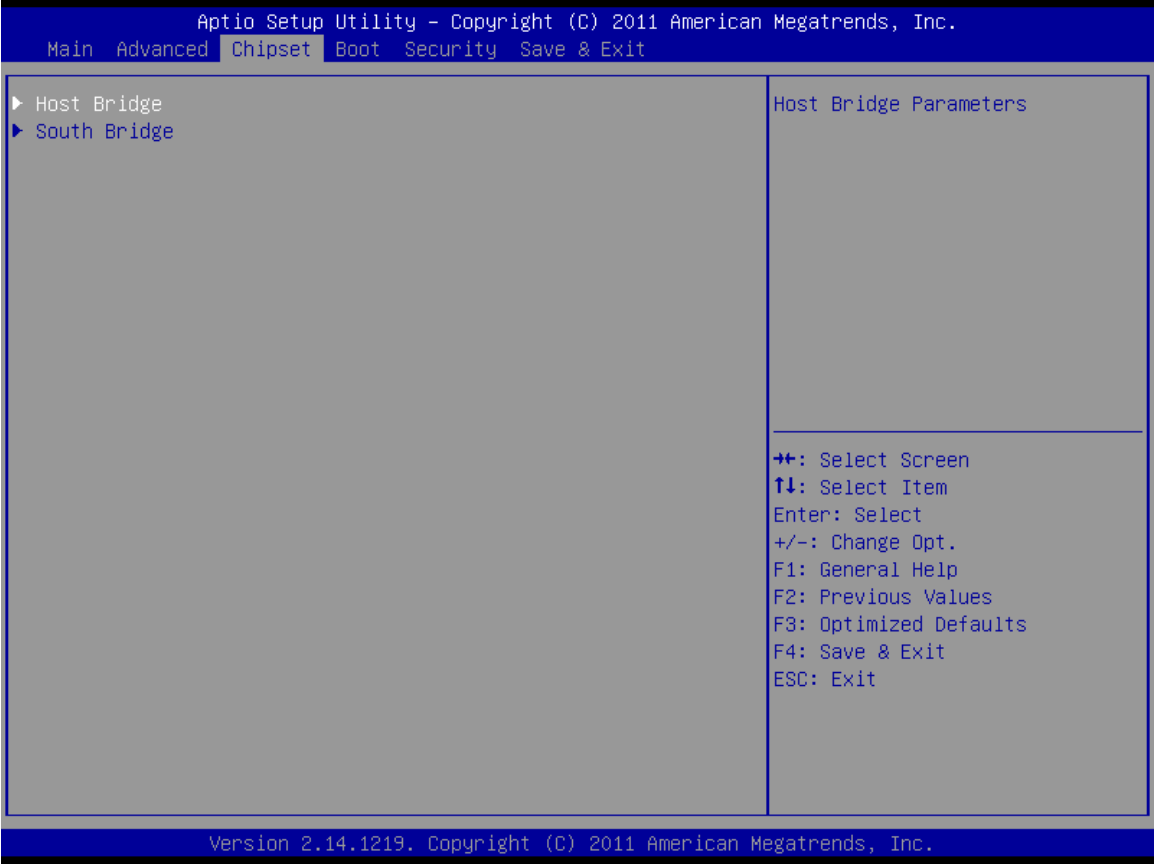 Aptio Setup Utility – Copyright (C) 2011 American Megatrends, Inc.
Main Advanced Chipset Boot Security Save & Exit
▶ Host Bridge
▶ South Bridge
Host Bridge Parameters
→←: Select Screen
↑↓: Select Item
Enter: Select
+/-: Change Opt.
F1: General Help
F2: Previous Values
F3: Optimized Defaults
F4: Save & Exit
ESC: Exit
Version 2.14.1219. Copyright (C) 2011 American Megatrends, Inc.